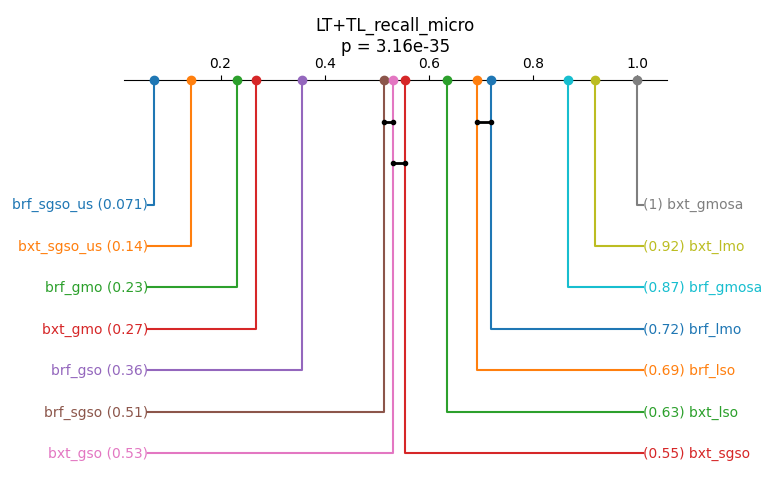 LT+TL_recall_micro
p = 3.16e-35
0.2 0.4 0.6 0.8 1.0
brf_sgso_us (0.071) (1) bxt_gmosa
bxt_sgso_us (0.14) (0.92) bxt_lmo
brf_gmo (0.23) (0.87) brf_gmosa
bxt_gmo (0.27) (0.72) brf_lmo
brf_gso (0.36) (0.69) brf_lso
brf_sgso (0.51) (0.63) bxt_lso
bxt_gso (0.53) (0.55) bxt_sgso